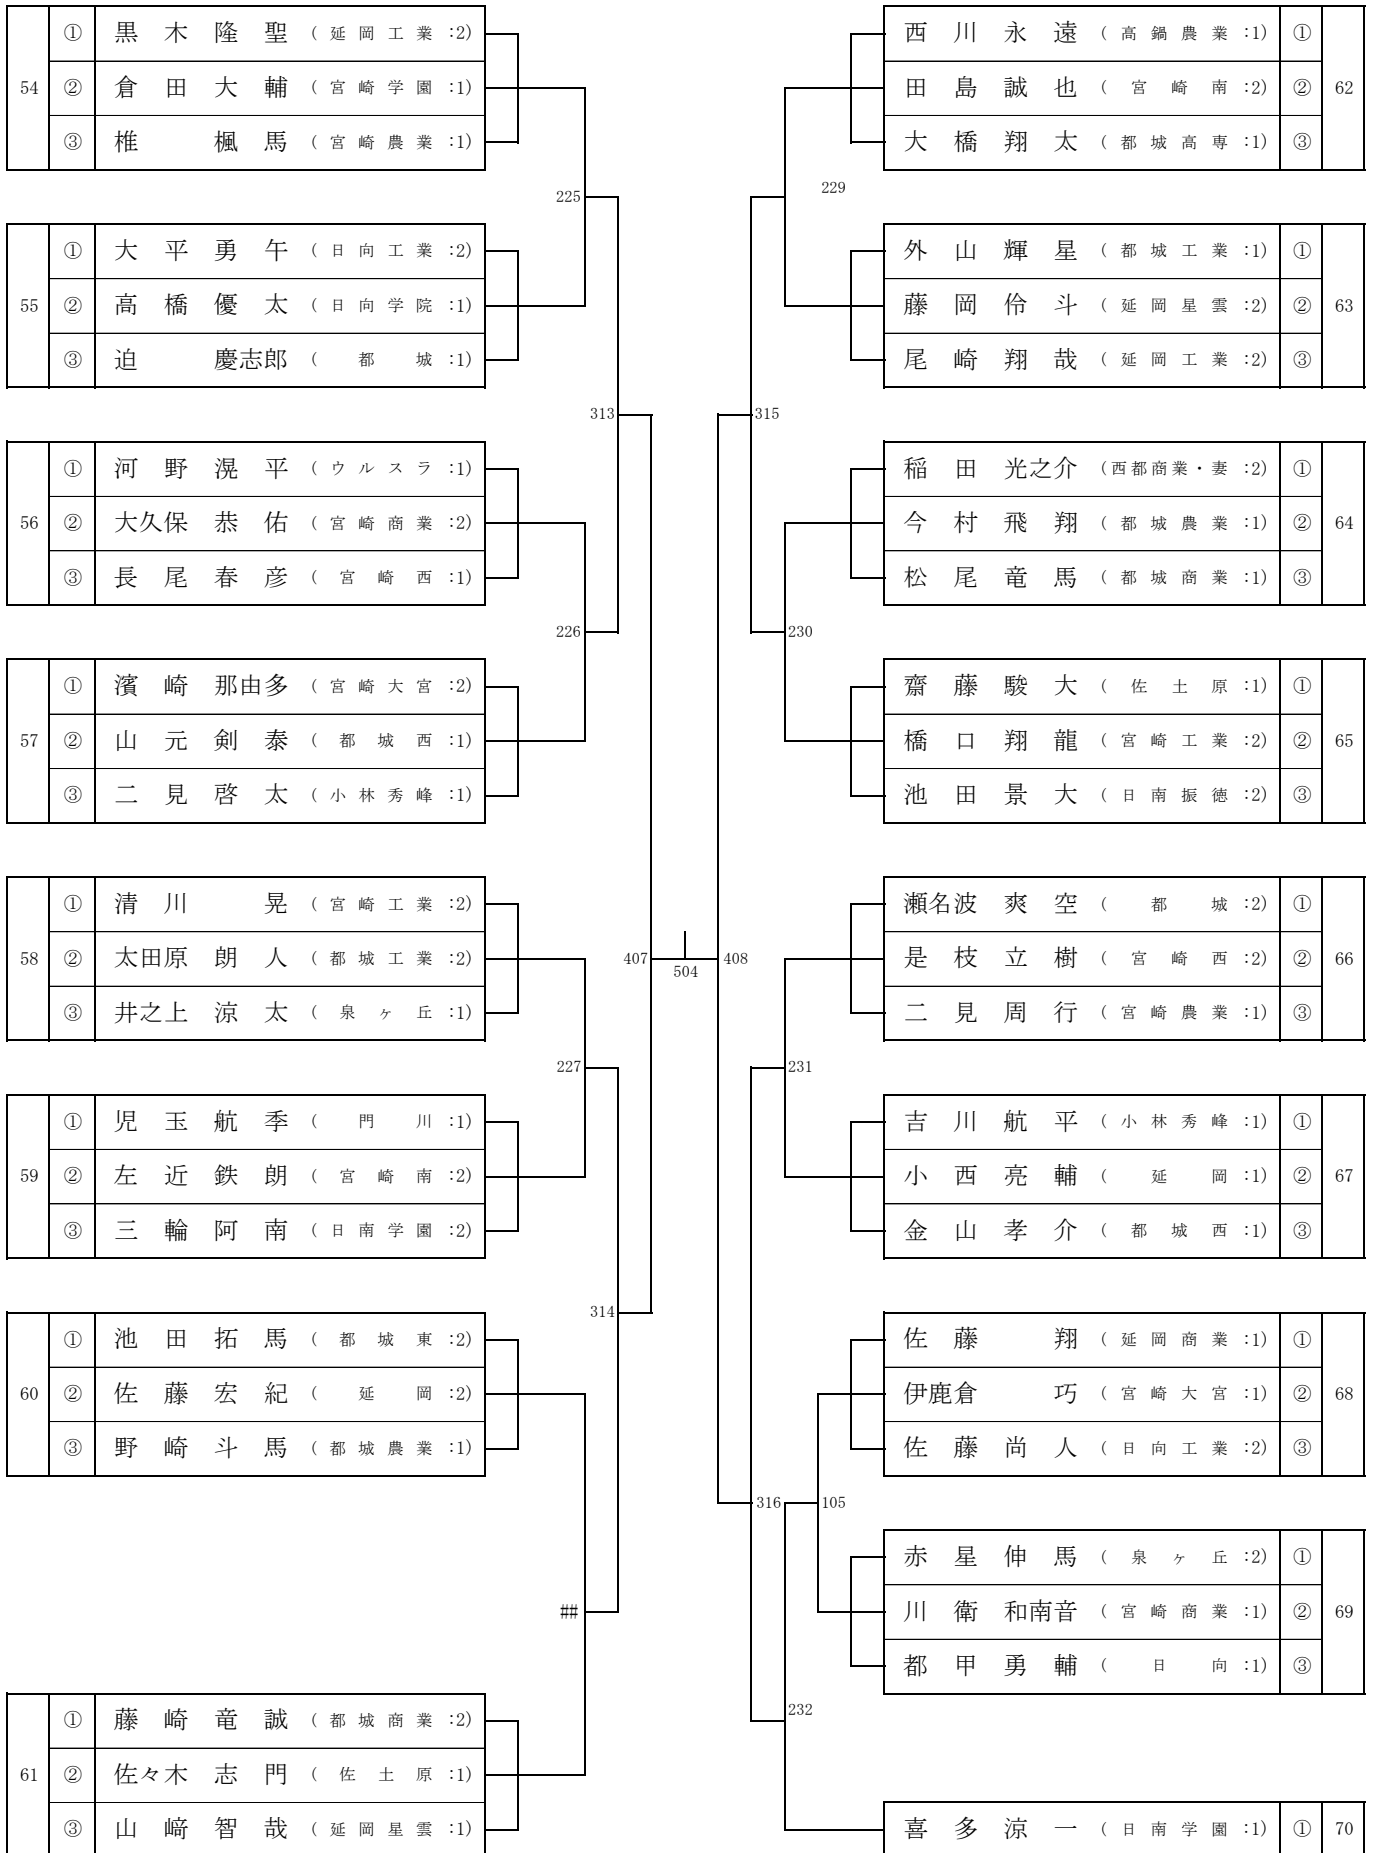 54
① 黒木隆聖 (延岡工業:2)
② 倉田大輔 (宮崎学園:1)
③ 椎 楓馬 (宮崎農業:1)
225
55
① 大平勇午 (日向工業:2)
② 高橋優太 (日向学院:1)
③ 迫 慶志郎 (都城:1)
313
56
① 河野滉平 (ウルスラ:1)
② 大久保恭佑 (宮崎商業:2)
③ 長尾春彦 (宮崎西:1)
226
57
① 濱崎那由多 (宮崎大宮:2)
② 山元剣泰 (都城西:1)
③ 二見啓太 (小林秀峰:1)
58
① 清川 晃 (宮崎工業:2)
② 太田原朗人 (都城工業:2)
③ 井之上涼太 (泉ヶ丘:1)
407
504
408
227
59
① 児玉航季 (門川:1)
② 左近鉄朗 (宮崎南:2)
③ 三輪阿南 (日南学園:2)
314
60
① 池田拓馬 (都城東:2)
② 佐藤宏紀 (延岡:2)
③ 野崎斗馬 (都城農業:1)
##
61
① 藤崎竜誠 (都城商業:2)
② 佐々木志門 (佐土原:1)
③ 山﨑智哉 (延岡星雲:1)
西川永遠 (高鍋農業:1) ①
田島誠也 (宮崎南:2) ②
大橋翔太 (都城高専:1) ③
62
229
外山輝星 (都城工業:1) ①
藤岡伶斗 (延岡星雲:2) ②
尾崎翔哉 (延岡工業:2) ③
63
315
稲田光之介 (西都商業・妻:2) ①
今村飛翔 (都城農業:1) ②
松尾竜馬 (都城商業:1) ③
64
230
齋藤駿大 (佐土原:1) ①
橋口翔龍 (宮崎工業:2) ②
池田景大 (日南振徳:2) ③
65
瀬名波爽空 (都城:2) ①
是枝立樹 (宮崎西:2) ②
二見周行 (宮崎農業:1) ③
66
231
吉川航平 (小林秀峰:1) ①
小西亮輔 (延岡:1) ②
金山孝介 (都城西:1) ③
67
佐藤 翔 (延岡商業:1) ①
伊鹿倉 巧 (宮崎大宮:1) ②
佐藤尚人 (日向工業:2) ③
68
316
105
赤星伸馬 (泉ヶ丘:2) ①
川衛和南音 (宮崎商業:1) ②
都甲勇輔 (日向:1) ③
69
232
喜多涼一 (日南学園:1) ①
70